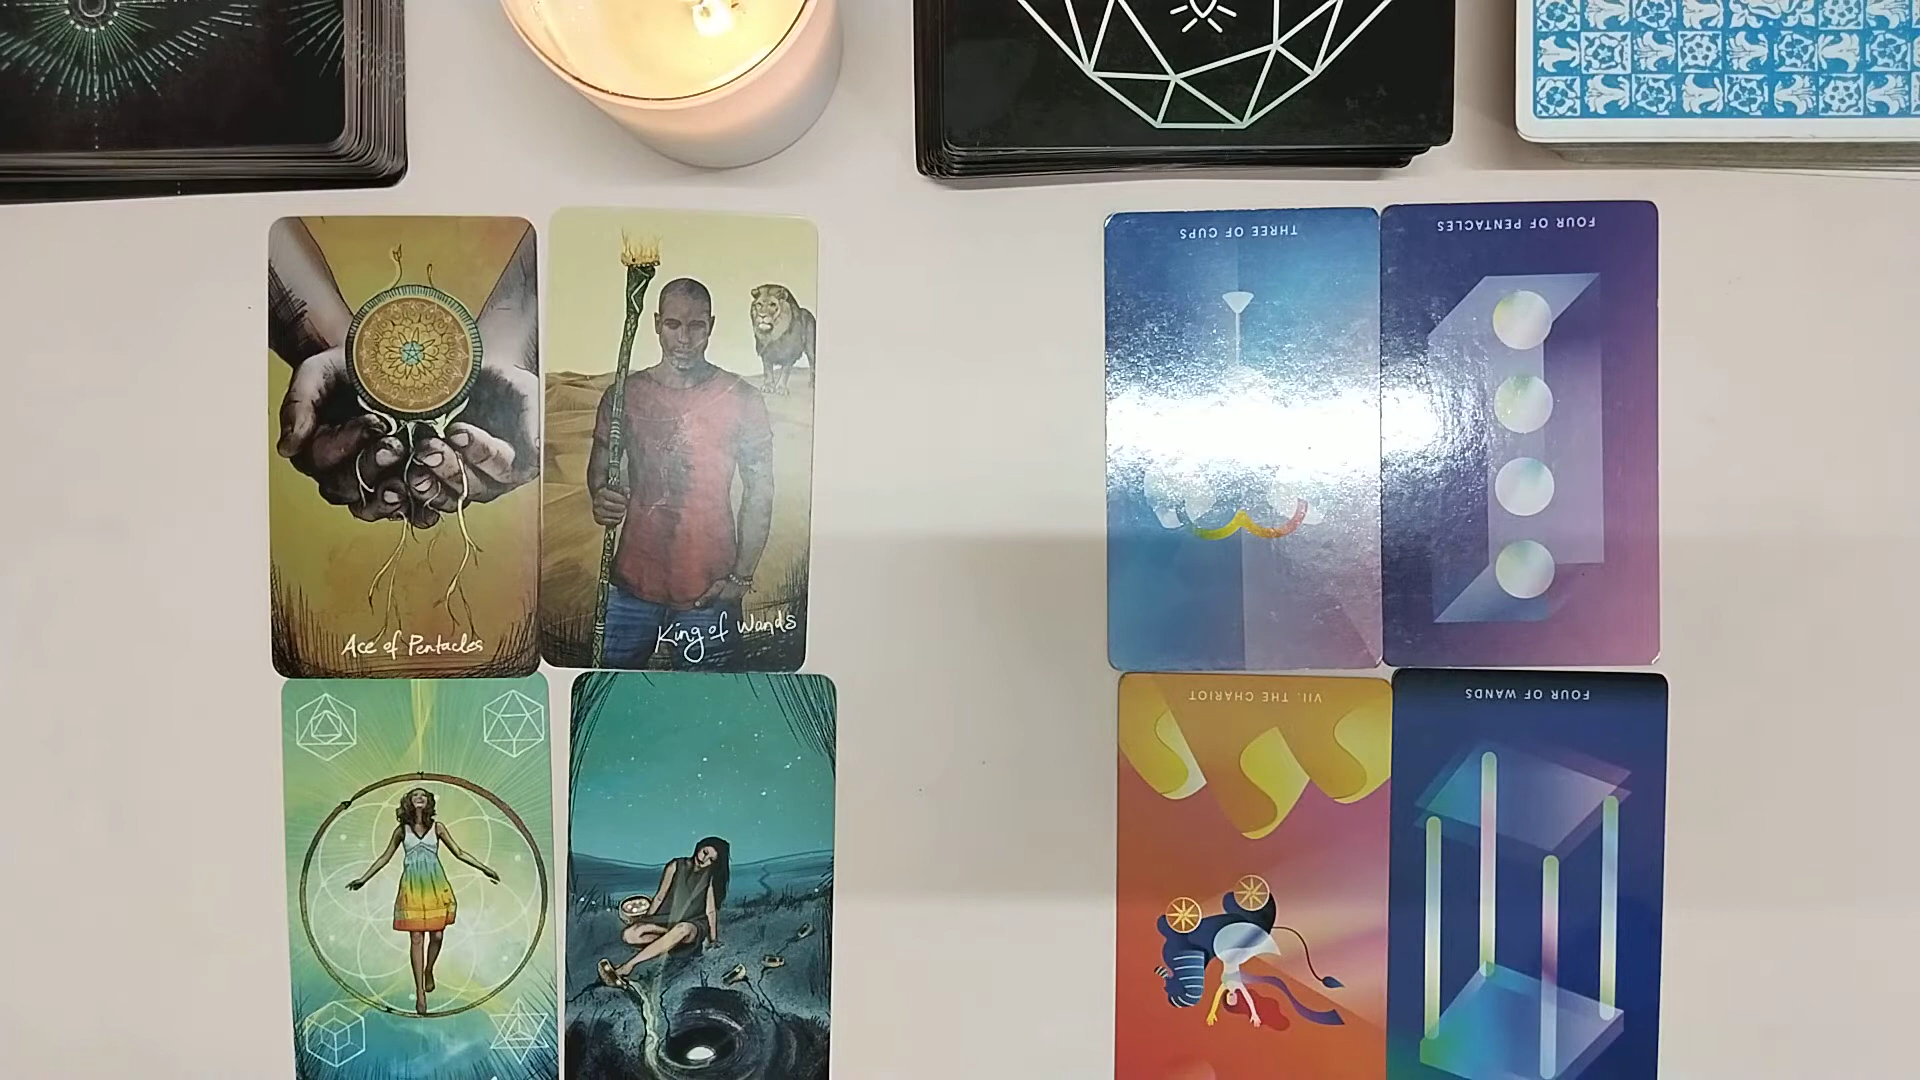 THREE OF CUPS
FOUR OF PENTACLES
Ace of Pentacles
King of Wands
VII. THE CHARIOT
FOUR OF WANDS